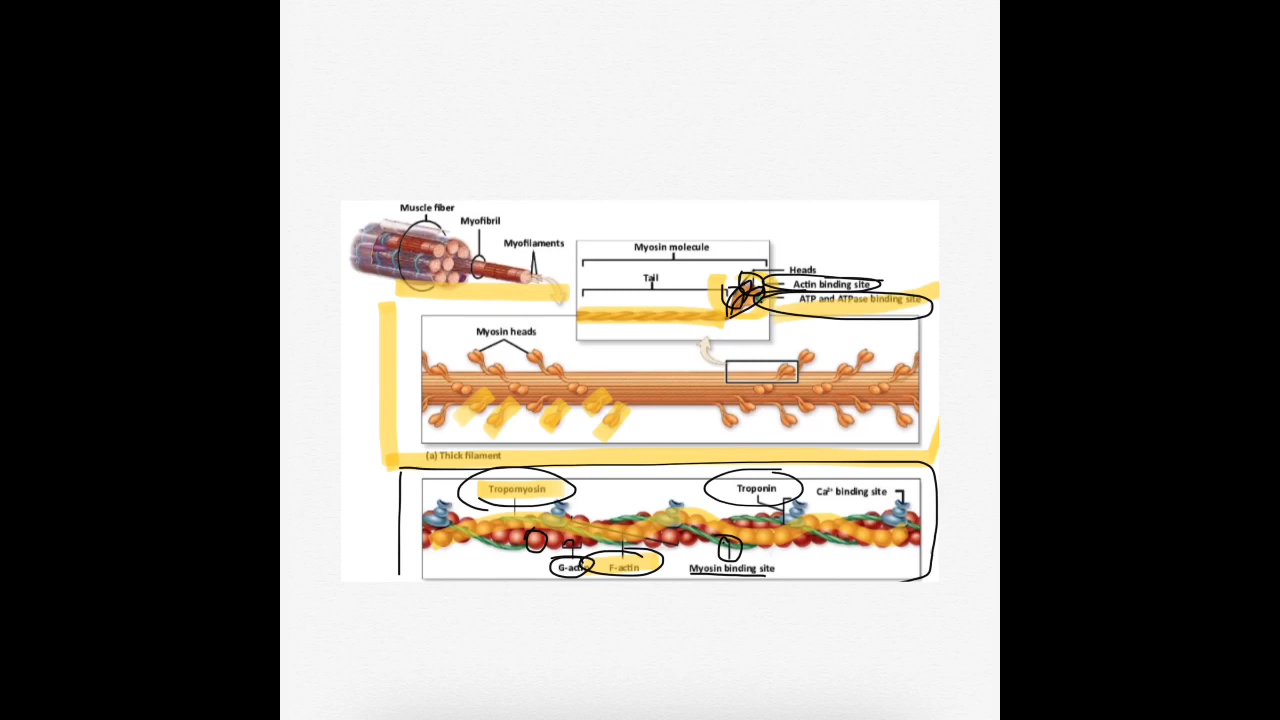 Muscle fiber
Myofibril
Myofilaments
Myosin molecule
Tail
Heads
Actin binding site
ATP and ATPase binding site
Myosin heads
(a) Thick filament
Tropomyosin
Troponin
Ca²⁺ binding site
G-actin
F-actin
Myosin binding site